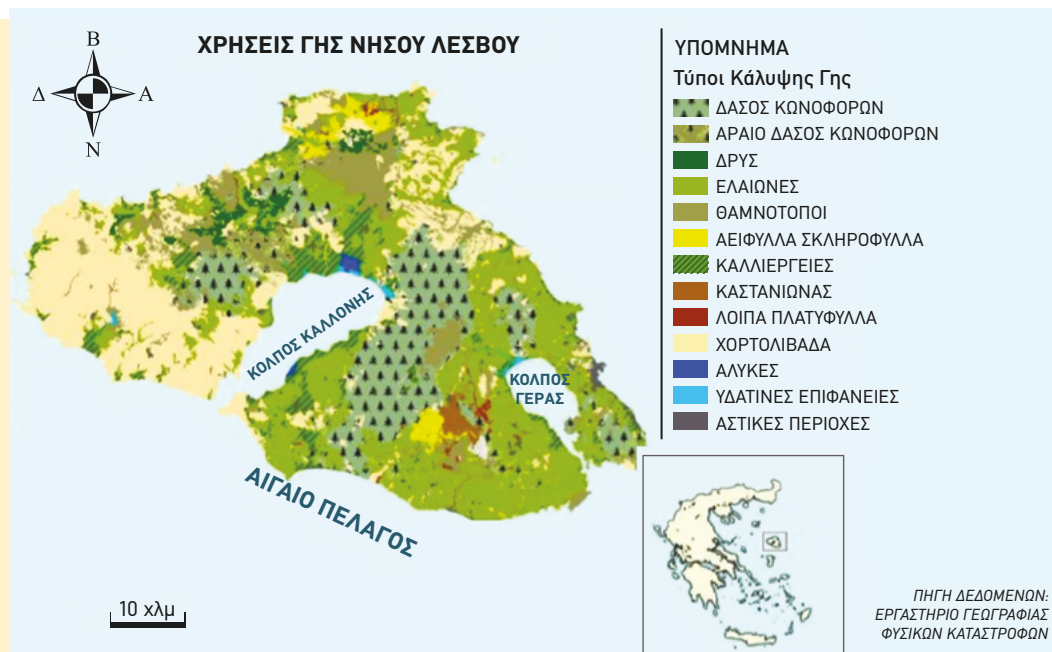 ΧΡΗΣΕΙΣ ΓΗΣ ΝΗΣΟΥ ΛΕΣΒΟΥ
Β
Δ
Α
Ν
ΚΟΛΠΟΣ ΚΑΛΛΟΝΗΣ
ΚΟΛΠΟΣ
ΓΕΡΑΣ
ΑΙΓΑΙΟ ΠΕΛΑΓΟΣ
10 χλμ
ΥΠΟΜΝΗΜΑ
Τύποι Κάλυψης Γης
ΔΑΣΟΣ ΚΩΝΟΦΟΡΩΝ
ΑΡΑΙΟ ΔΑΣΟΣ ΚΩΝΟΦΟΡΩΝ
ΔΡΥΣ
ΕΛΑΙΩΝΕΣ
ΘΑΜΝΟΤΟΠΟΙ
ΑΕΙΦΥΛΛΑ ΣΚΛΗΡΟΦΥΛΛΑ
ΚΑΛΛΙΕΡΓΕΙΕΣ
ΚΑΣΤΑΝΙΩΝΑΣ
ΛΟΙΠΑ ΠΛΑΤΥΦΥΛΛΑ
ΧΟΡΤΟΛΙΒΑΔΑ
ΑΛΥΚΕΣ
ΥΔΑΤΙΝΕΣ ΕΠΙΦΑΝΕΙΕΣ
ΑΣΤΙΚΕΣ ΠΕΡΙΟΧΕΣ
ΠΗΓΗ ΔΕΔΟΜΕΝΩΝ:
ΕΡΓΑΣΤΗΡΙΟ ΓΕΩΓΡΑΦΙΑΣ
ΦΥΣΙΚΩΝ ΚΑΤΑΣΤΡΟΦΩΝ